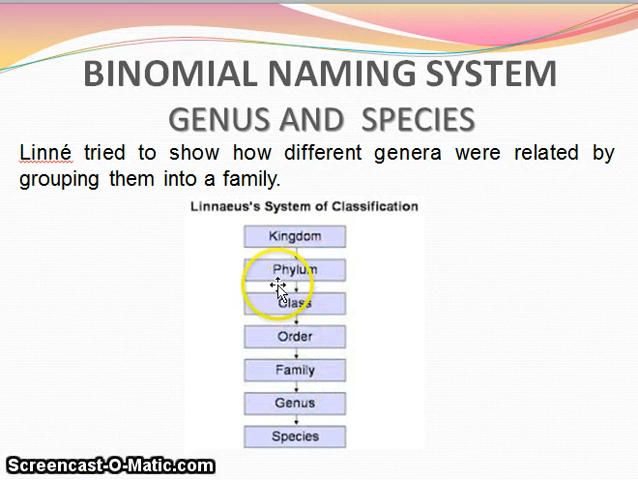 BINOMIAL NAMING SYSTEM
GENUS AND SPECIES
Linné tried to show how different genera were related by
grouping them into a family.
Linnaeus's System of Classification
Kingdom
Phylum
Class
Order
Family
Genus
Species
Screencast-O-Matic.com